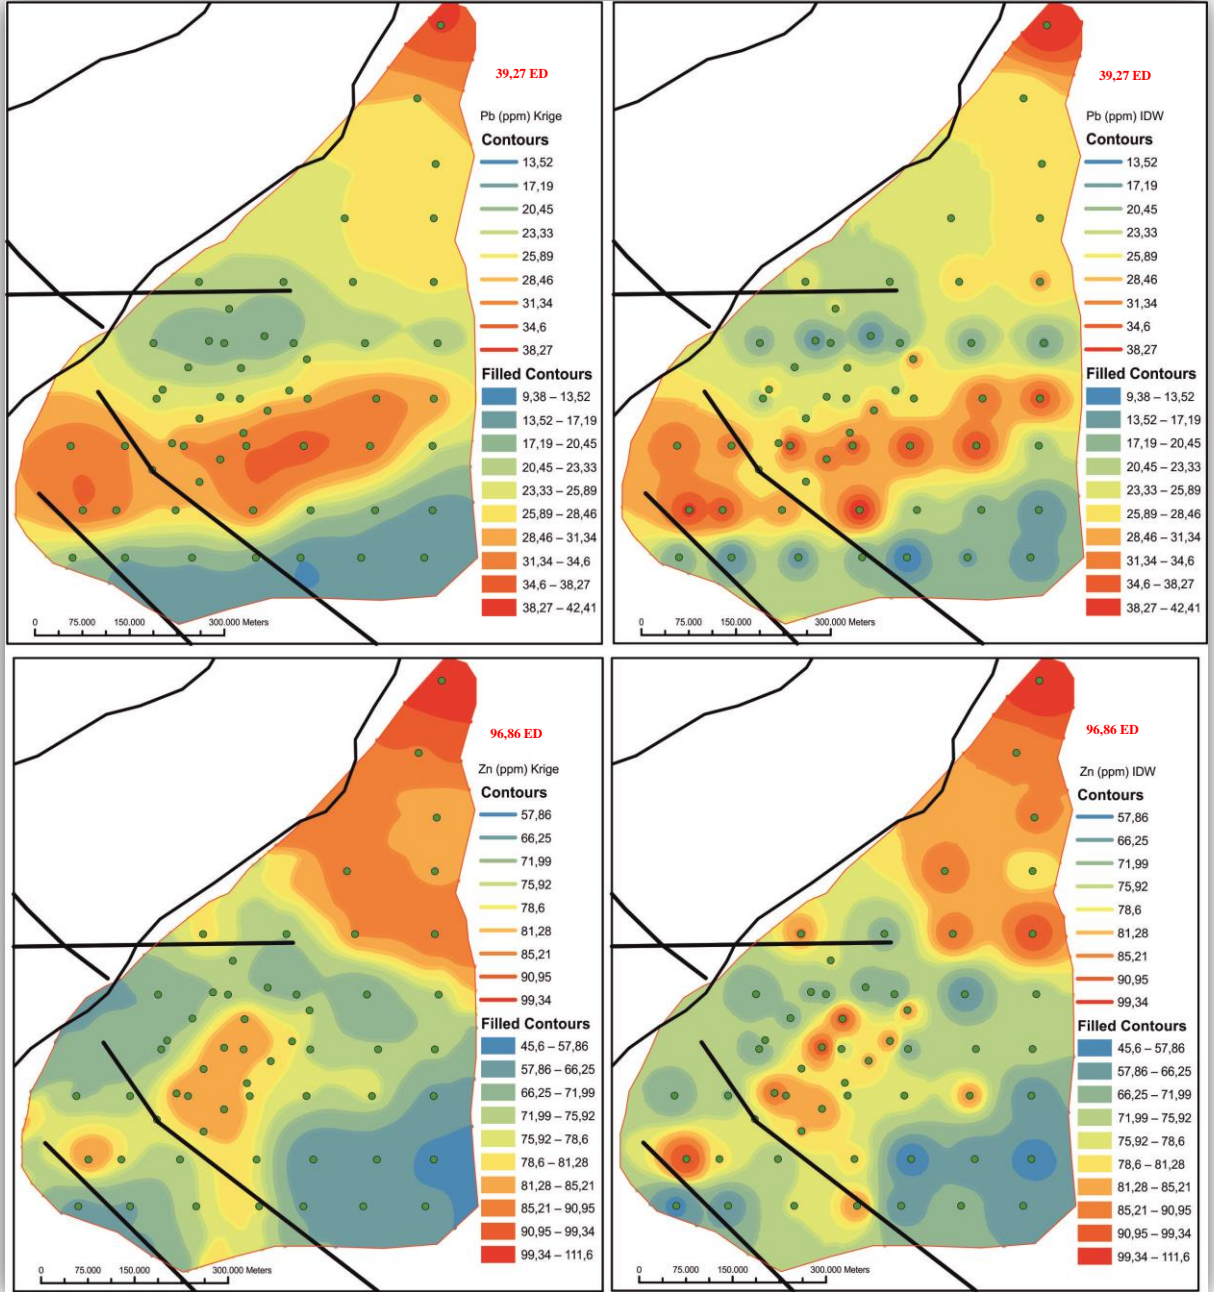 39,27 ED
Pb (ppm) Krige
Contours
13,52
17,19
20,45
23,33
25,89
28,46
31,34
34,6
38,27
Filled Contours
9,38 – 13,52
13,52 – 17,19
17,19 – 20,45
20,45 – 23,33
23,33 – 25,89
25,89 – 28,46
28,46 – 31,34
31,34 – 34,6
34,6 – 38,27
38,27 – 42,41
0 75.000 150.000 300.000 Meters
39,27 ED
Pb (ppm) IDW
Contours
13,52
17,19
20,45
23,33
25,89
28,46
31,34
34,6
38,27
Filled Contours
9,38 – 13,52
13,52 – 17,19
17,19 – 20,45
20,45 – 23,33
23,33 – 25,89
25,89 – 28,46
28,46 – 31,34
31,34 – 34,6
34,6 – 38,27
38,27 – 42,41
0 75.000 150.000 300.000 Meters
96,86 ED
Zn (ppm) Krige
Contours
57,86
66,25
71,99
75,92
78,6
81,28
85,21
90,95
99,34
Filled Contours
45,6 – 57,86
57,86 – 66,25
66,25 – 71,99
71,99 – 75,92
75,92 – 78,6
78,6 – 81,28
81,28 – 85,21
85,21 – 90,95
90,95 – 99,34
99,34 – 111,6
0 75.000 150.000 300.000 Meters
96,86 ED
Zn (ppm) IDW
Contours
57,86
66,25
71,99
75,92
78,6
81,28
85,21
90,95
99,34
Filled Contours
45,6 – 57,86
57,86 – 66,25
66,25 – 71,99
71,99 – 75,92
75,92 – 78,6
78,6 – 81,28
81,28 – 85,21
85,21 – 90,95
90,95 – 99,34
99,34 – 111,6
0 75.000 150.000 300.000 Meters